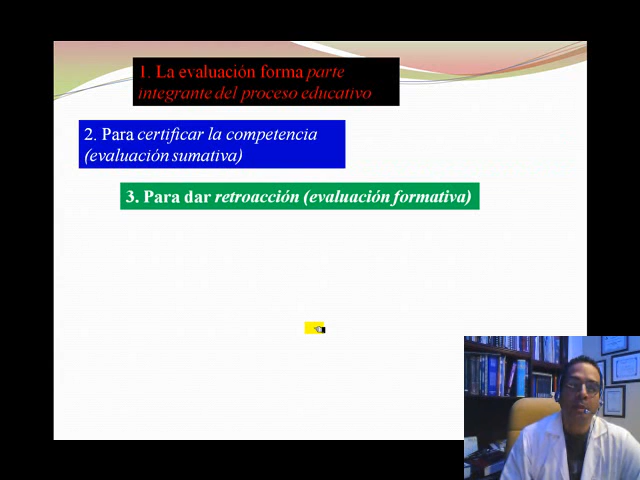 1. La evaluación forma parte
integrante del proceso educativo
2. Para certificar la competencia
(evaluación sumativa)
3. Para dar retroacción (evaluación formativa)